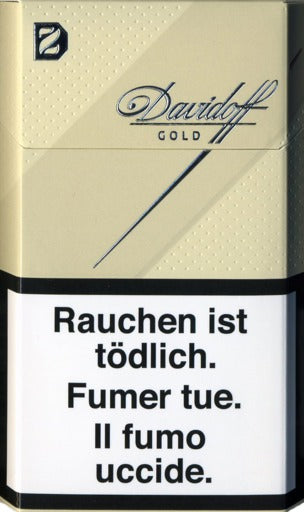 Davidoff
GOLD
Rauchen ist
tödlich.
Fumer tue.
Il fumo
uccide.